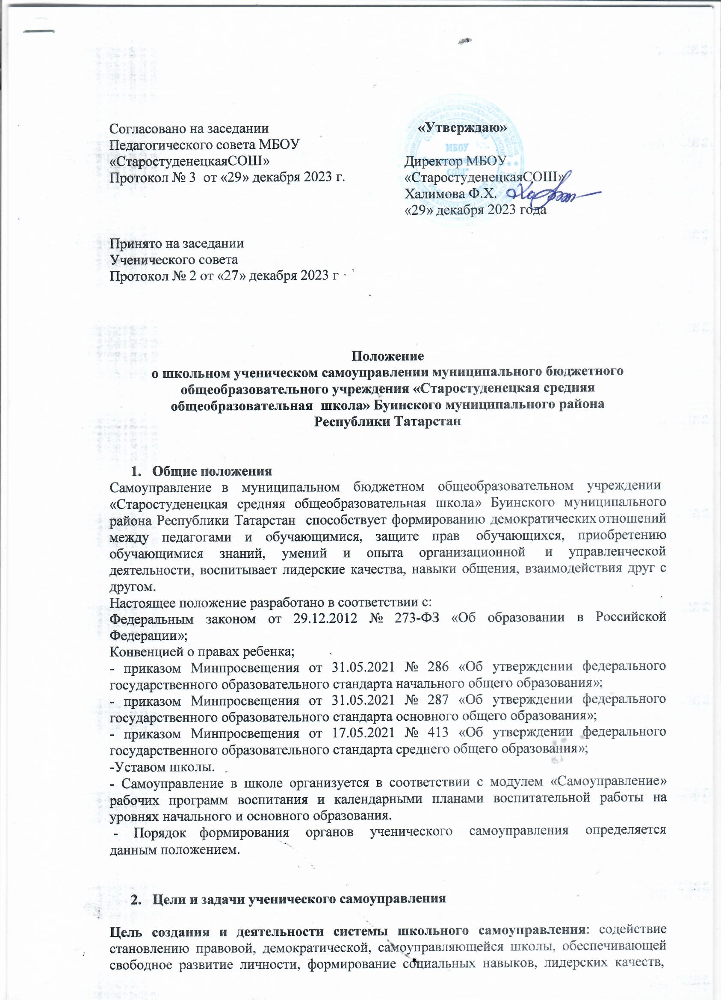 Согласовано на заседании
Педагогического совета МБОУ
«СтаростуденецкаяСОШ»
Протокол № 3 от «29» декабря 2023 г.
«Утверждаю»
МБОУ
СОШ"
Директор МБОУ
«СтаростуденецкаяСОШ»
Халимова Ф.Х.
«29» декабря 2023 года
Принято на заседании
Ученического совета
Протокол № 2 от «27» декабря 2023 г
Положение
о школьном ученическом самоуправлении муниципального бюджетного
общеобразовательного учреждения «Старостуденецкая средняя
общеобразовательная школа» Буинского муниципального района
Республики Татарстан
1. Общие положения
Самоуправление в муниципальном бюджетном общеобразовательном учреждении
«Старостуденецкая средняя общеобразовательная школа» Буинского муниципального
района Республики Татарстан способствует формированию демократических отношений
между педагогами и обучающимися, защите прав обучающихся, приобретению
обучающимися знаний, умений и опыта организационной и управленческой
деятельности, воспитывает лидерские качества, навыки общения, взаимодействия друг с
другом.
Настоящее положение разработано в соответствии с:
Федеральным законом от 29.12.2012 № 273-ФЗ «Об образовании в Российской
Федерации»;
Конвенцией о правах ребенка;
- приказом Минпросвещения от 31.05.2021 № 286 «Об утверждении федерального
государственного образовательного стандарта начального общего образования»;
- приказом Минпросвещения от 31.05.2021 № 287 «Об утверждении федерального
государственного образовательного стандарта основного общего образования»;
- приказом Минпросвещения от 17.05.2021 № 413 «Об утверждении федерального
государственного образовательного стандарта среднего общего образования»;
-Уставом школы.
- Самоуправление в школе организуется в соответствии с модулем «Самоуправление»
рабочих программ воспитания и календарными планами воспитательной работы на
уровнях начального и основного образования.
- Порядок формирования органов ученического самоуправления определяется
данным положением.
2. Цели и задачи ученического самоуправления
Цель создания и деятельности системы школьного самоуправления: содействие
становлению правовой, демократической, самоуправляющейся школы, обеспечивающей
свободное развитие личности, формирование социальных навыков, лидерских качеств,